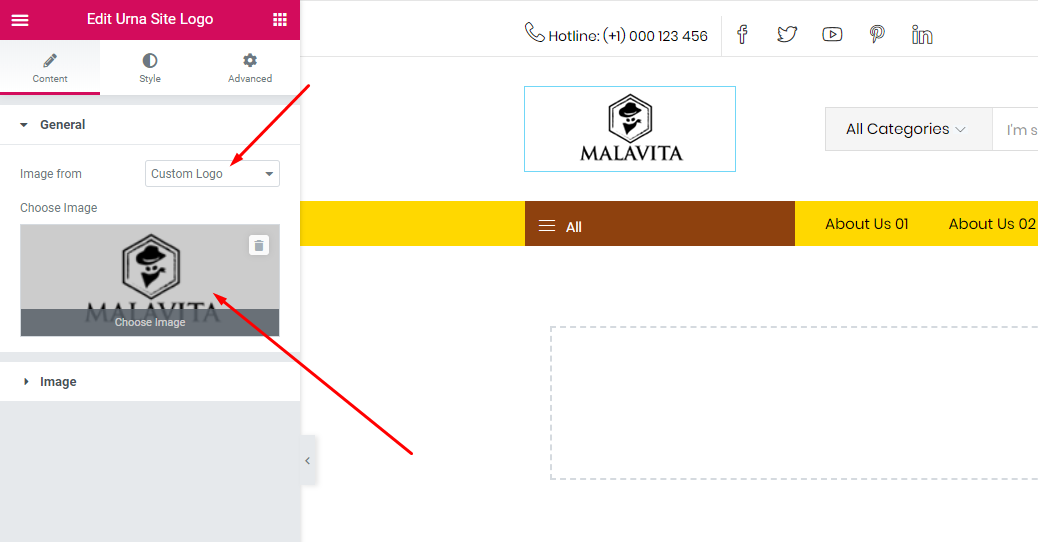 Edit Urna Site Logo
Content
Style
Advanced
General
Image from
Custom Logo
Choose Image
MALAVITA
Choose Image
Image
Hotline: (+1) 000 123 456
MALAVITA
All Categories
I'm s
All
About Us 01
About Us 02